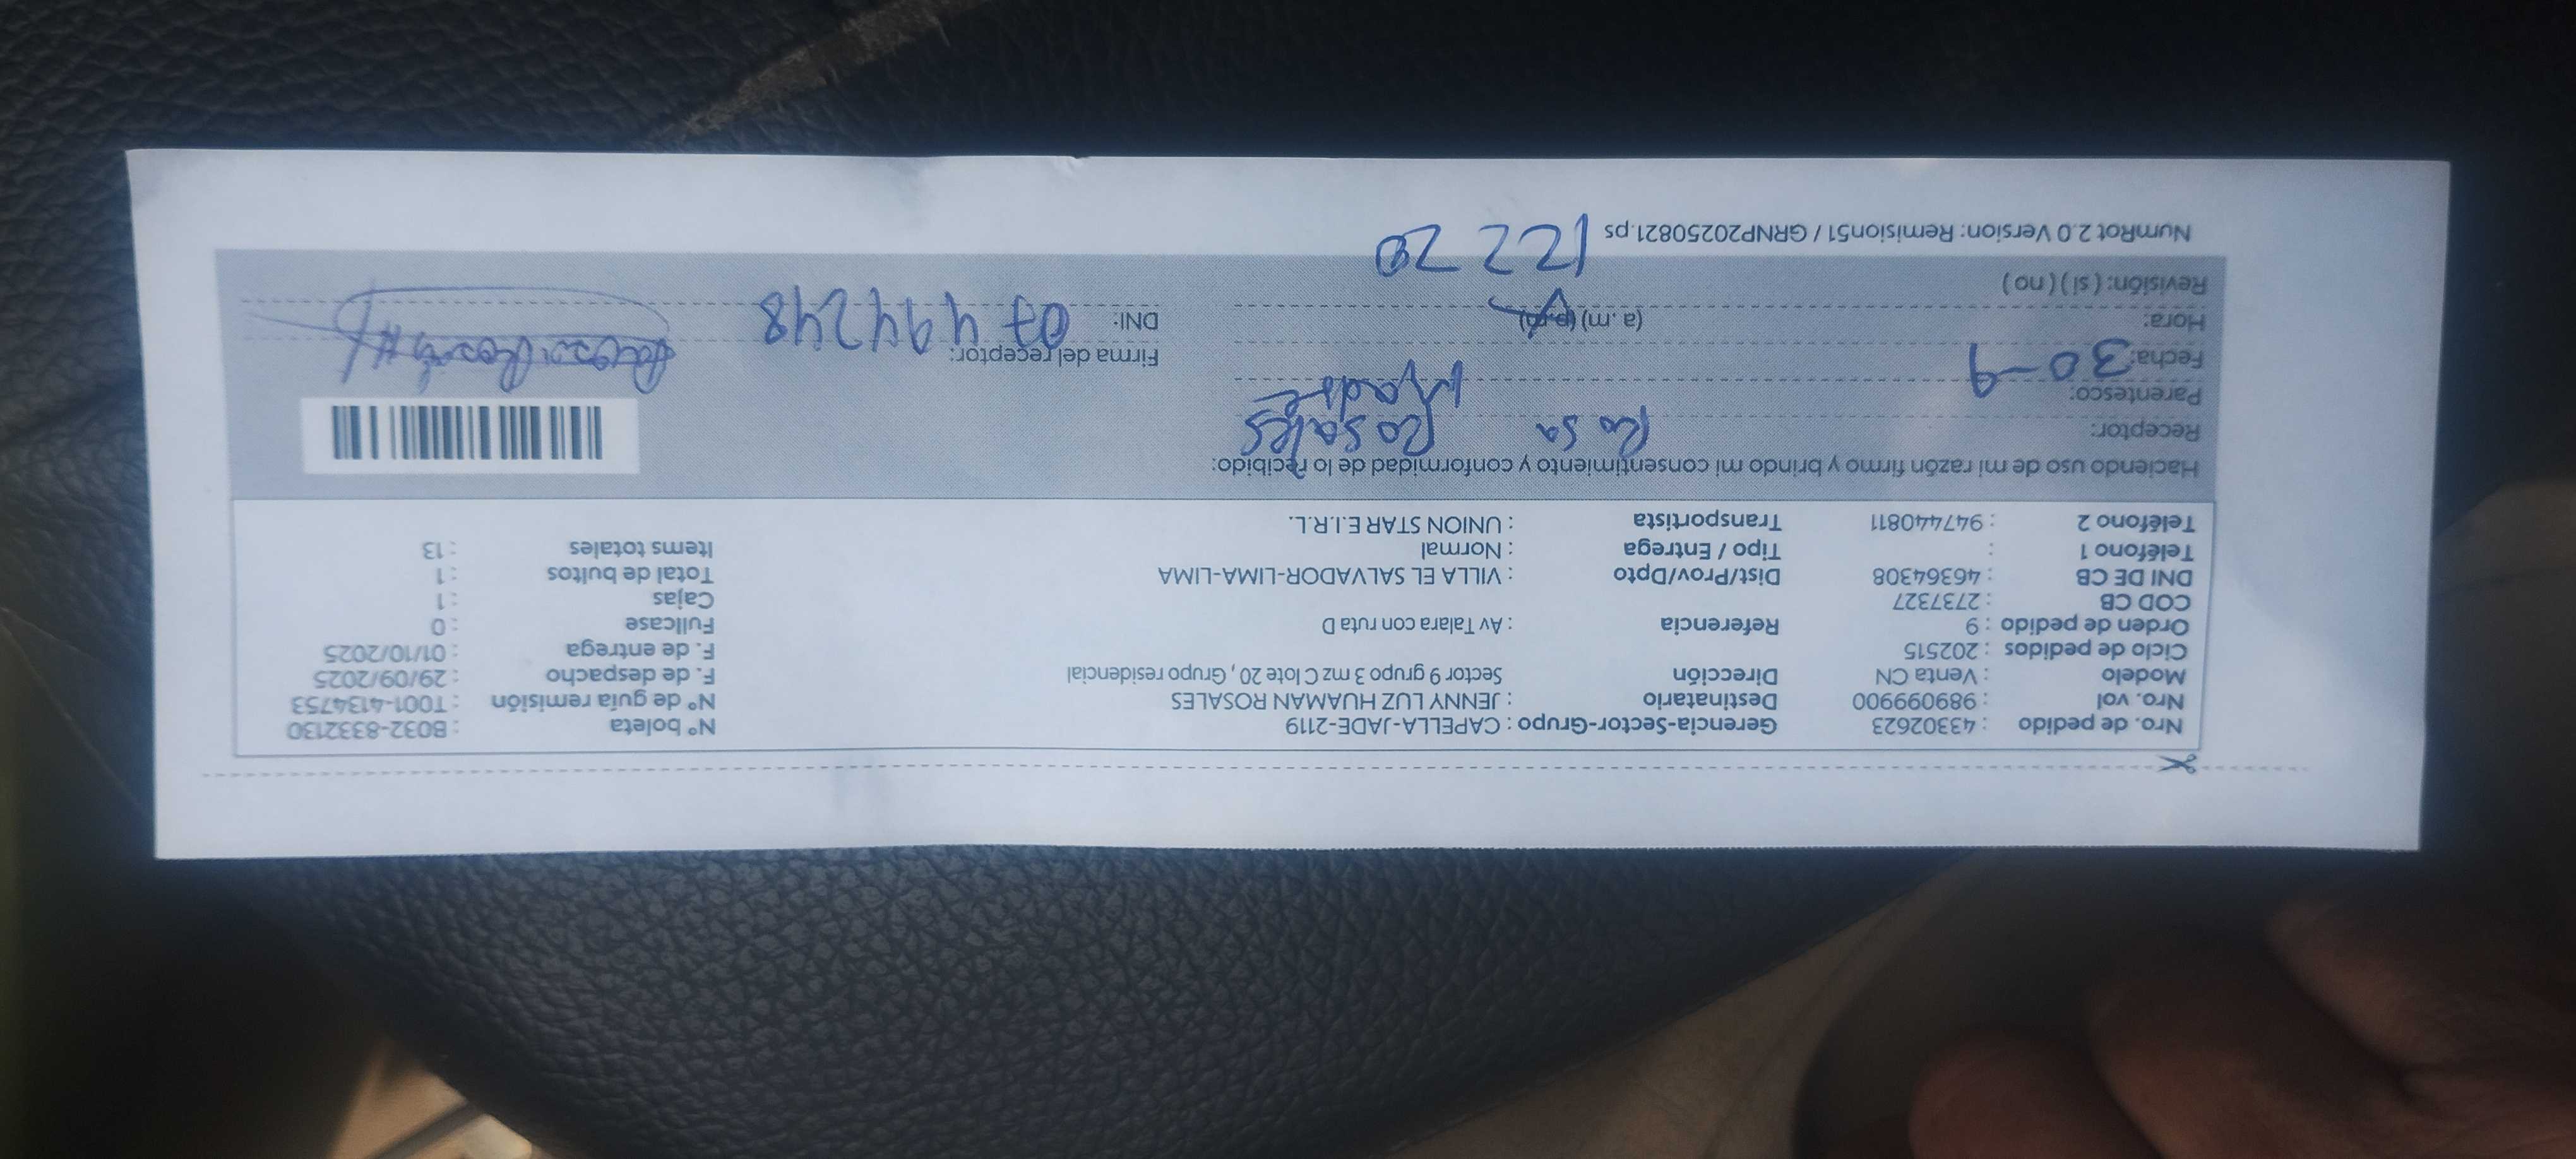 Nro. de pedido : 43302623 Gerencia-Sector-Grupo : CAPELLA-JADE-2119 N° boleta : B032-8332130
Nro. vol : 989099900 Destinatario : JENNY LUZ HUAMAN ROSALES N° de guía remisión : T001-4134753
Modelo : Venta CN Dirección Sector 9 grupo 3 mz C lote 20 , Grupo residencial F. de despacho : 29/09/2025
Ciclo de pedidos : 202515 F. de entrega : 01/10/2025
Orden de pedido : 9 Referencia : Av Talara con ruta D Fullcase : 0
COD CB : 2737327 Cajas : 1
DNI DE CB : 46364308 Dist/Prov/Dpto : VILLA EL SALVADOR-LIMA-LIMA Total de bultos : 1
Teléfono 1 : Tipo / Entrega : Normal Items totales : 13
Teléfono 2 : 947440811 Transportista : UNION STAR E.I.R.L.
Haciendo uso de mi razón firmo y brindo mi consentimiento y conformidad de lo recibido:
Receptor: Rosa Rosales
Parentesco: Madre
Fecha: 30-9 Firma del receptor:
Hora: (a.m) (p.m) DNI: 07494248
Revisión: ( si ) ( no )
NumRot 2.0 Version: Remision51 / GRNP20250821.ps 122 20